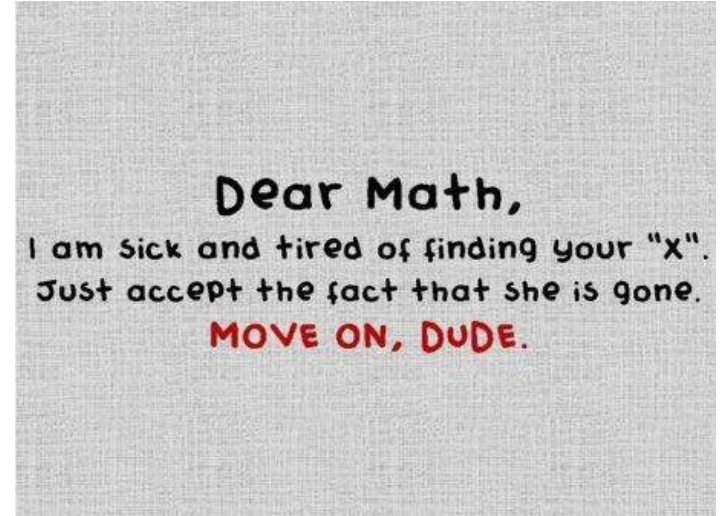 Dear Math,
I am sick and tired of finding your "x".
Just accept the fact that she is gone.
MOVE ON, DUDE.